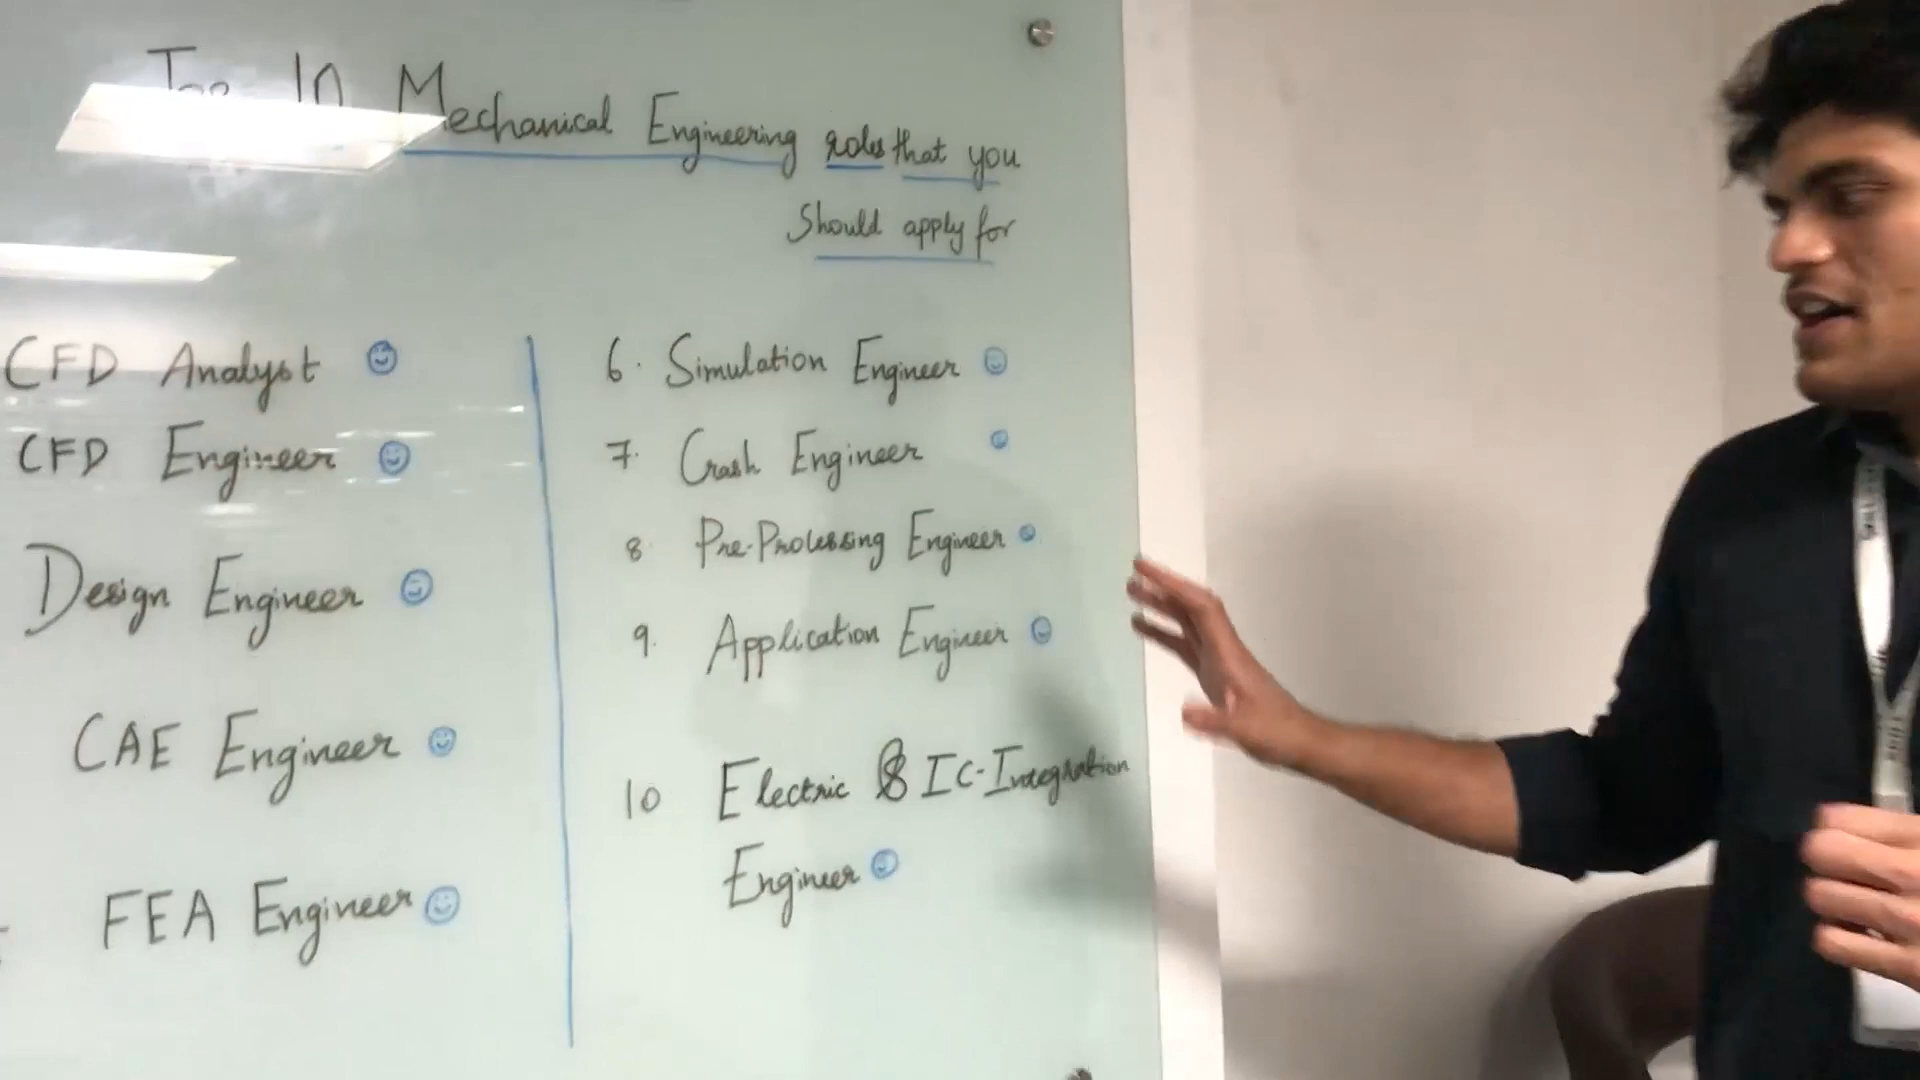 Top 10 Mechanical Engineering roles that you
Should apply for
CFD Analyst
CFD Engineer
Design Engineer
CAE Engineer
FEA Engineer
6. Simulation Engineer
7. Crash Engineer
8 Pre-Processing Engineer
9. Application Engineer
10 Electric & IC-Integration
Engineer